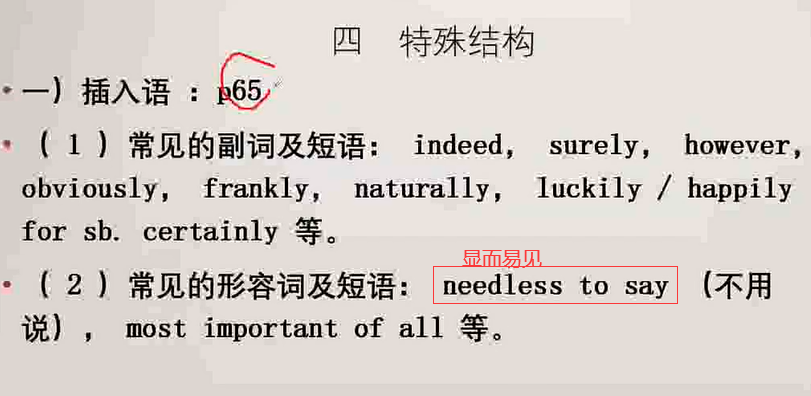 四 特殊结构
一）插入语 ：p65
（ 1 ）常见的副词及短语： indeed， surely， however，
obviously， frankly， naturally， luckily / happily
for sb. certainly 等。
显而易见
（ 2 ）常见的形容词及短语： needless to say （不用
说）， most important of all 等。